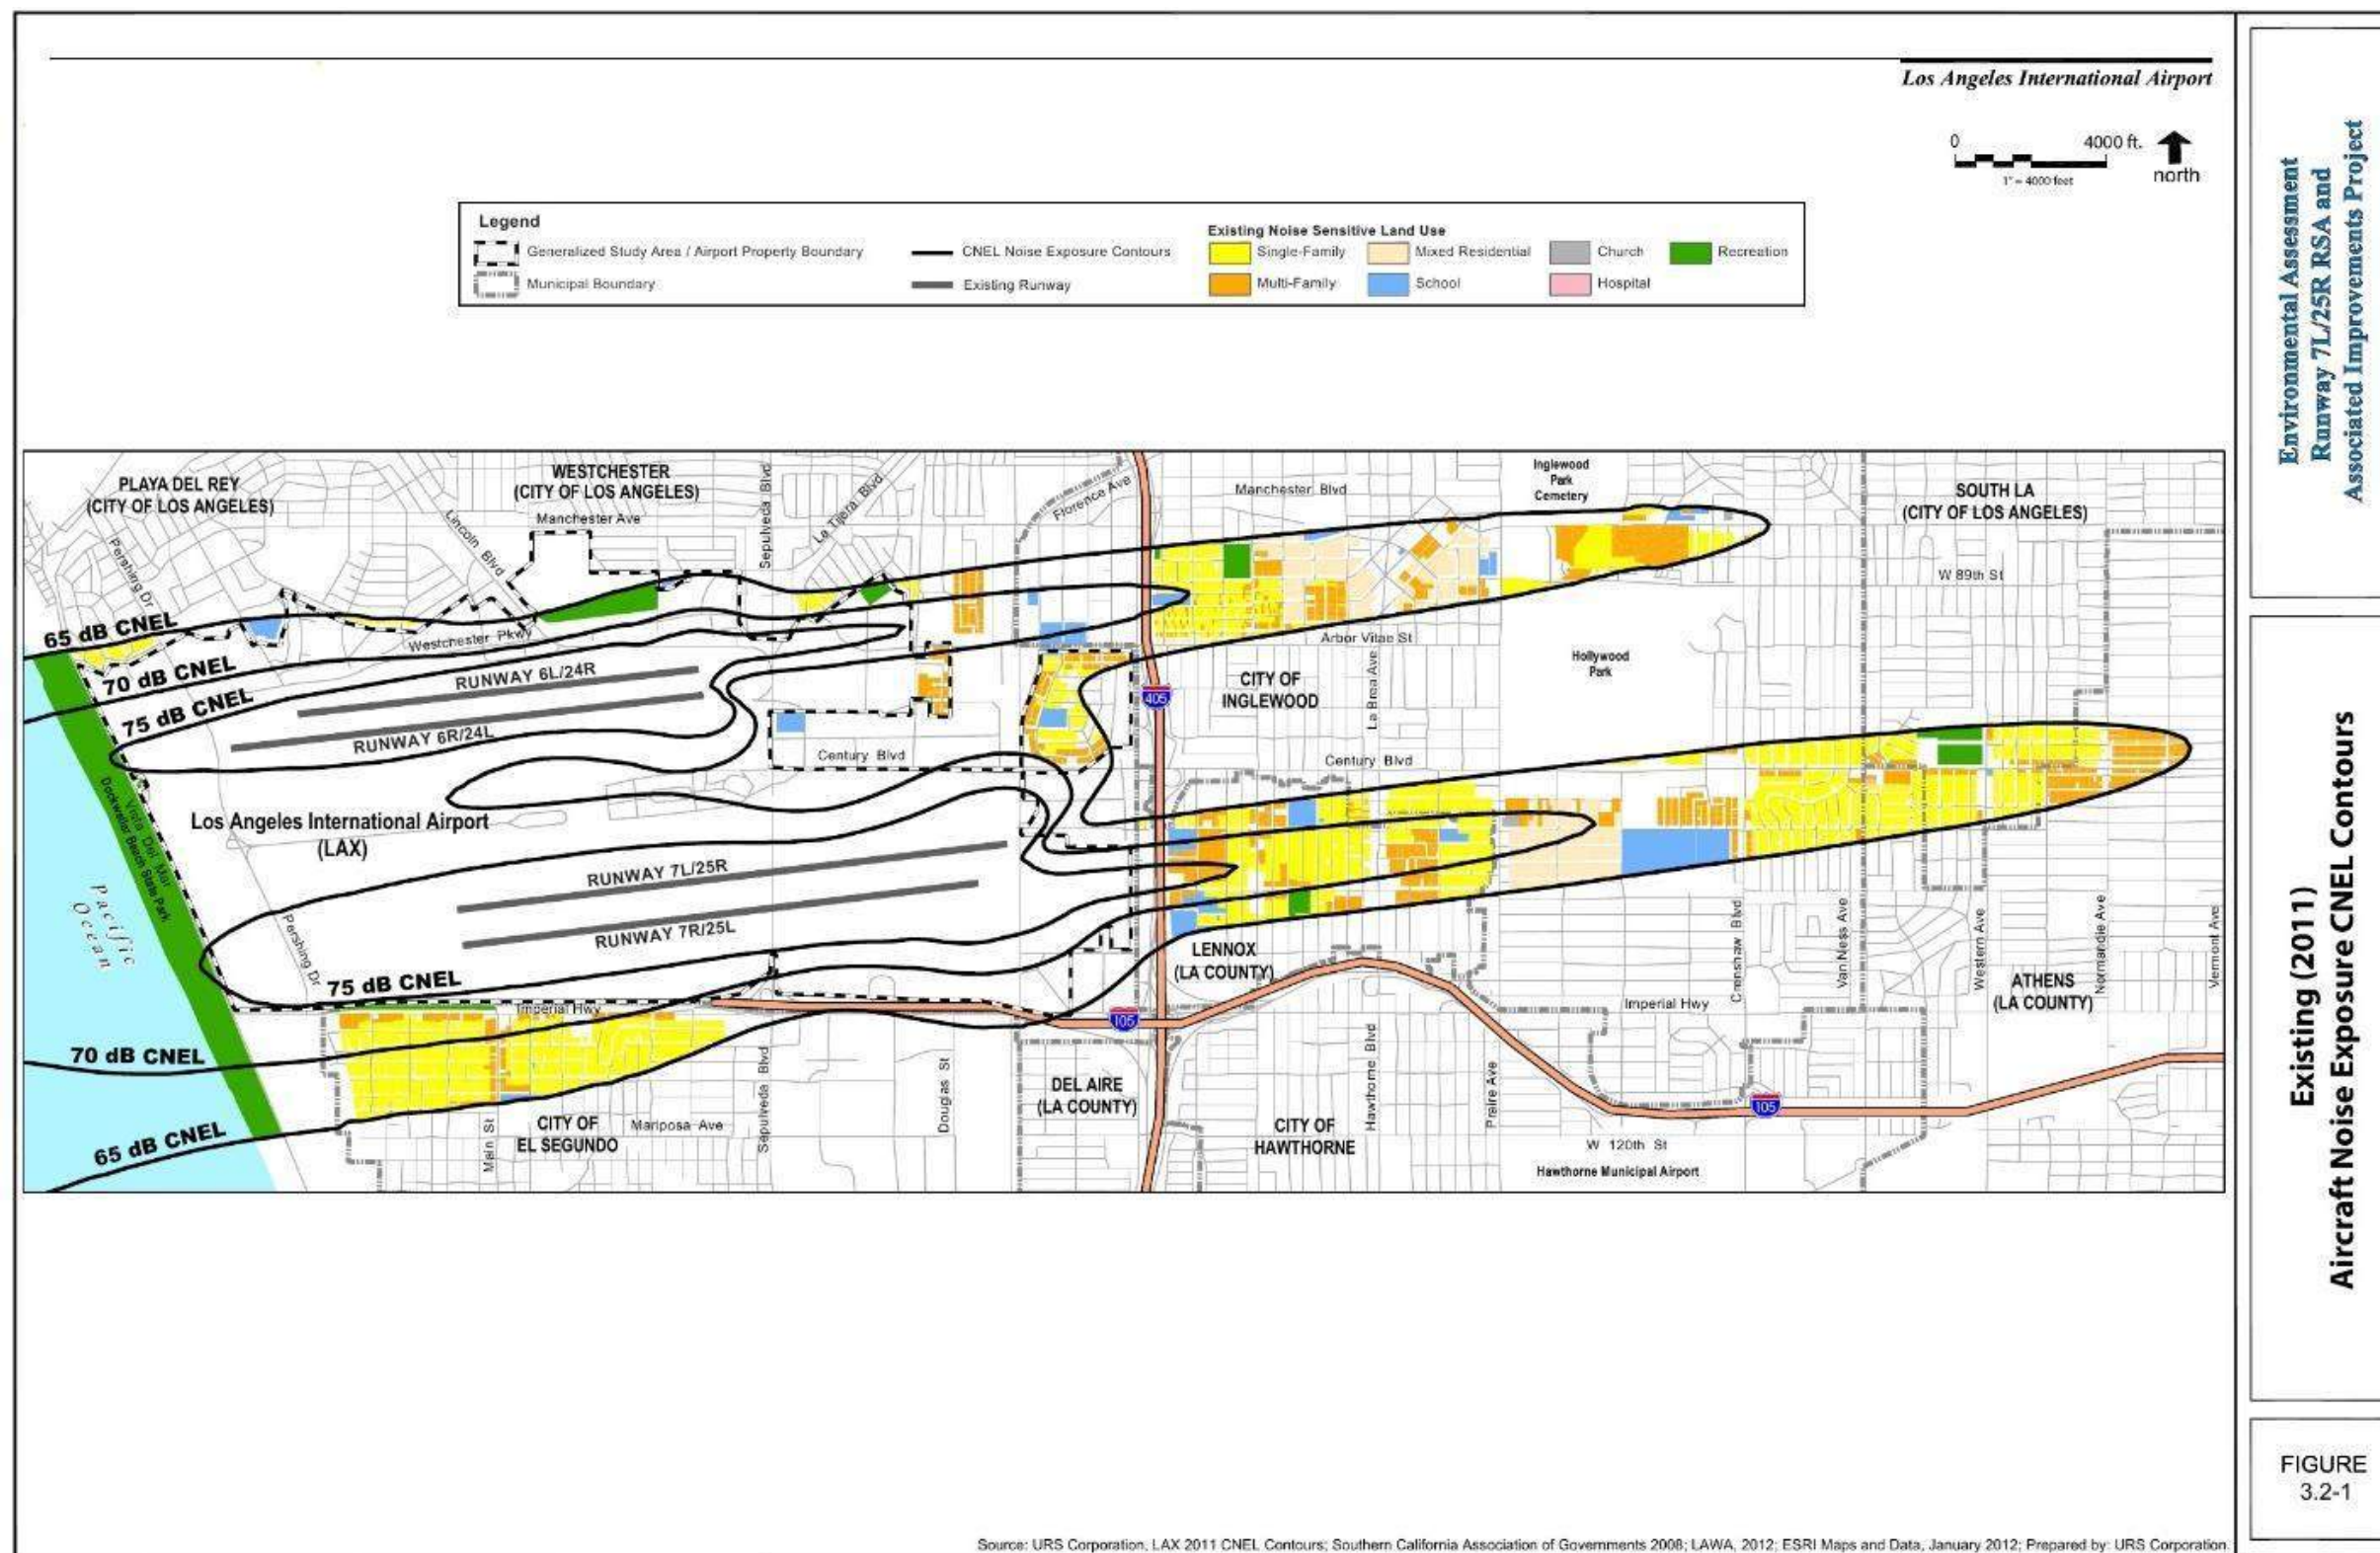 Los Angeles International Airport
0 4000 ft.
1" = 4000 feet
north
Legend
Generalized Study Area / Airport Property Boundary
Municipal Boundary
CNEL Noise Exposure Contours
Existing Runway
Existing Noise Sensitive Land Use
Single-Family
Multi-Family
Mixed Residential
School
Church
Hospital
Recreation
PLAYA DEL REY
(CITY OF LOS ANGELES)
WESTCHESTER
(CITY OF LOS ANGELES)
Manchester Ave
Lincoln Blvd
Pershing Dr
Sepulveda Blvd
La Tijera Blvd
Florence Ave
Manchester Blvd
Inglewood
Park
Cemetery
SOUTH LA
(CITY OF LOS ANGELES)
W 89th St
65 dB CNEL
70 dB CNEL
75 dB CNEL
Westchester Pkwy
RUNWAY 6L/24R
RUNWAY 6R/24L
Arbor Vitae St
Hollywood
Park
CITY OF
INGLEWOOD
La Brea Ave
405
Century Blvd
Century Blvd
Los Angeles International Airport
(LAX)
Vista Del Mar
Dockweiler Beach State Park
Pacific
Ocean
Pershing Dr
RUNWAY 7L/25R
RUNWAY 7R/25L
75 dB CNEL
Imperial Hwy
70 dB CNEL
65 dB CNEL
LENNOX
(LA COUNTY)
105
DEL AIRE
(LA COUNTY)
CITY OF
EL SEGUNDO
Main St
Mariposa Ave
Sepulveda Blvd
Douglas St
CITY OF
HAWTHORNE
Hawthorne Blvd
Praire Ave
Imperial Hwy
Crenshaw Blvd
Van Ness Ave
Western Ave
Normandie Ave
Vermont Ave
ATHENS
(LA COUNTY)
105
W 120th St
Hawthorne Municipal Airport
Environmental Assessment
Runway 7L/25R RSA and
Associated Improvements Project
Existing (2011)
Aircraft Noise Exposure CNEL Contours
FIGURE
3.2-1
Source: URS Corporation, LAX 2011 CNEL Contours; Southern California Association of Governments 2008; LAWA, 2012; ESRI Maps and Data, January 2012; Prepared by: URS Corporation.